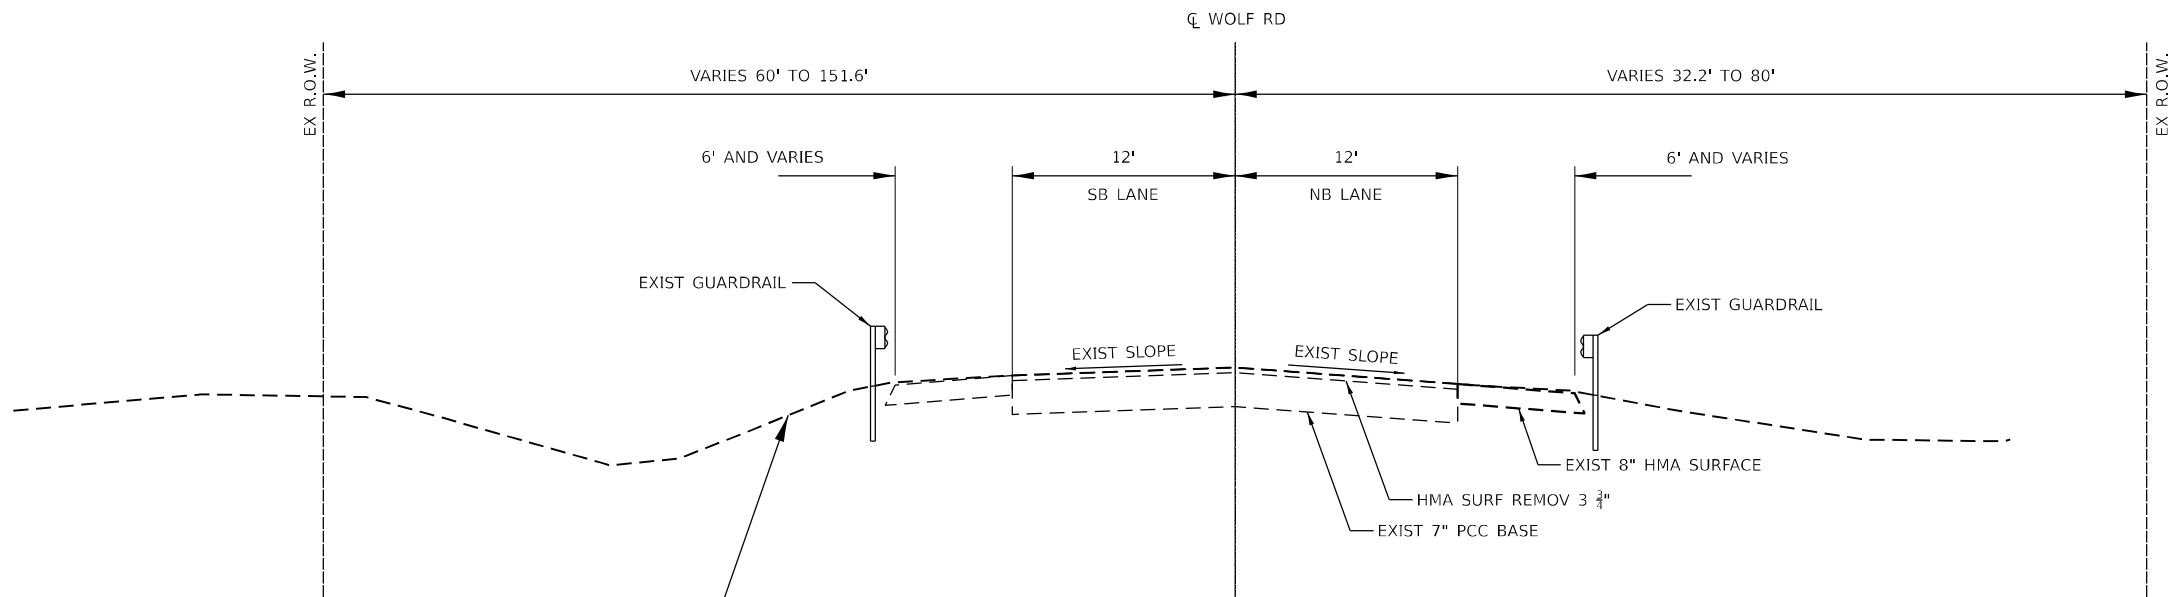 ℄ WOLF RD
EX R.O.W.
VARIES 60' TO 151.6'
VARIES 32.2' TO 80'
EX R.O.W.
6' AND VARIES
12'
12'
6' AND VARIES
SB LANE
NB LANE
EXIST GUARDRAIL
EXIST GUARDRAIL
EXIST SLOPE
EXIST SLOPE
EXIST 8" HMA SURFACE
HMA SURF REMOV 3 ¾"
EXIST 7" PCC BASE